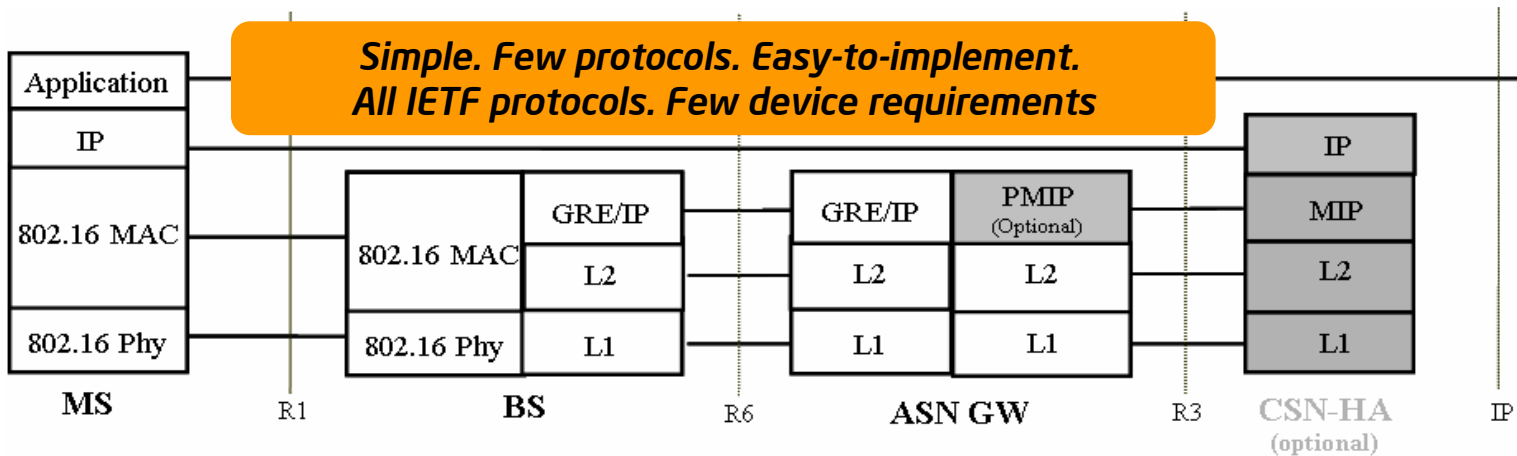 Simple. Few protocols. Easy-to-implement.
All IETF protocols. Few device requirements
Application
IP
802.16 MAC
802.16 Phy
MS
R1
802.16 MAC
802.16 Phy
GRE/IP
L2
L1
BS
R6
GRE/IP
L2
L1
PMIP
(Optional)
L2
L1
ASN GW
R3
IP
MIP
L2
L1
CSN-HA
(optional)
IP